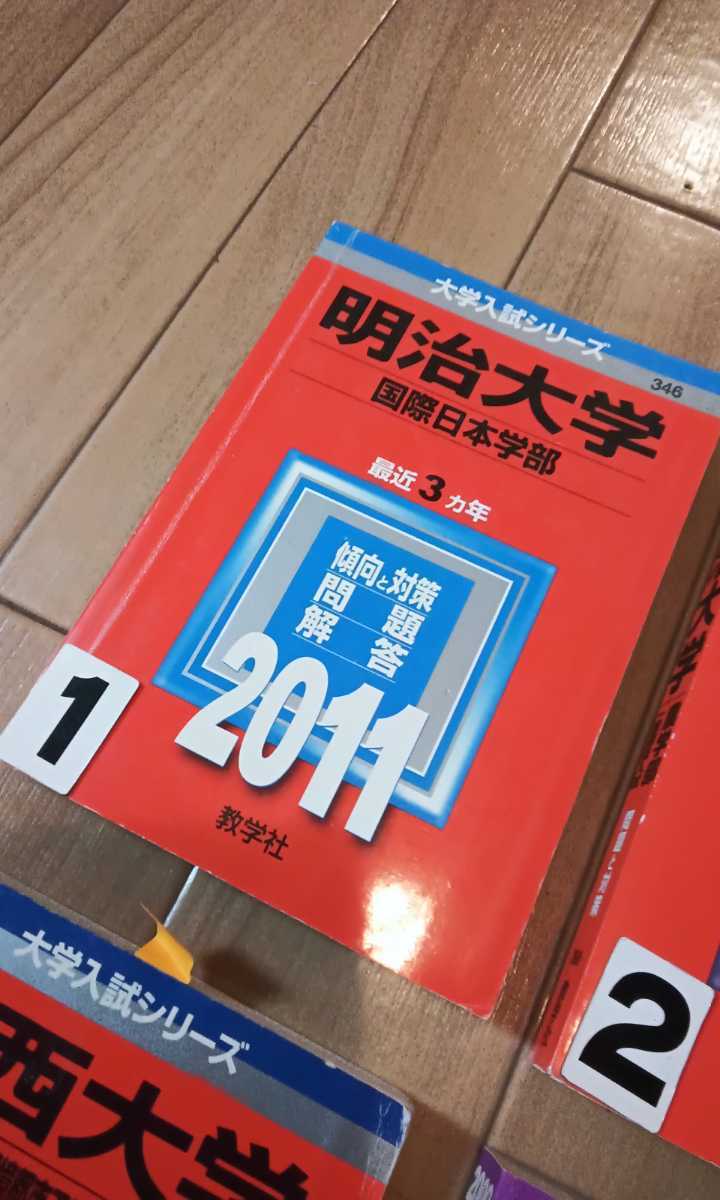 大学入試シリーズ
346
明治大学
国際日本学部
最近3ヵ年
傾向と対策
問題
解答
2011
教学社
1
2
大学入試シリーズ
西大学